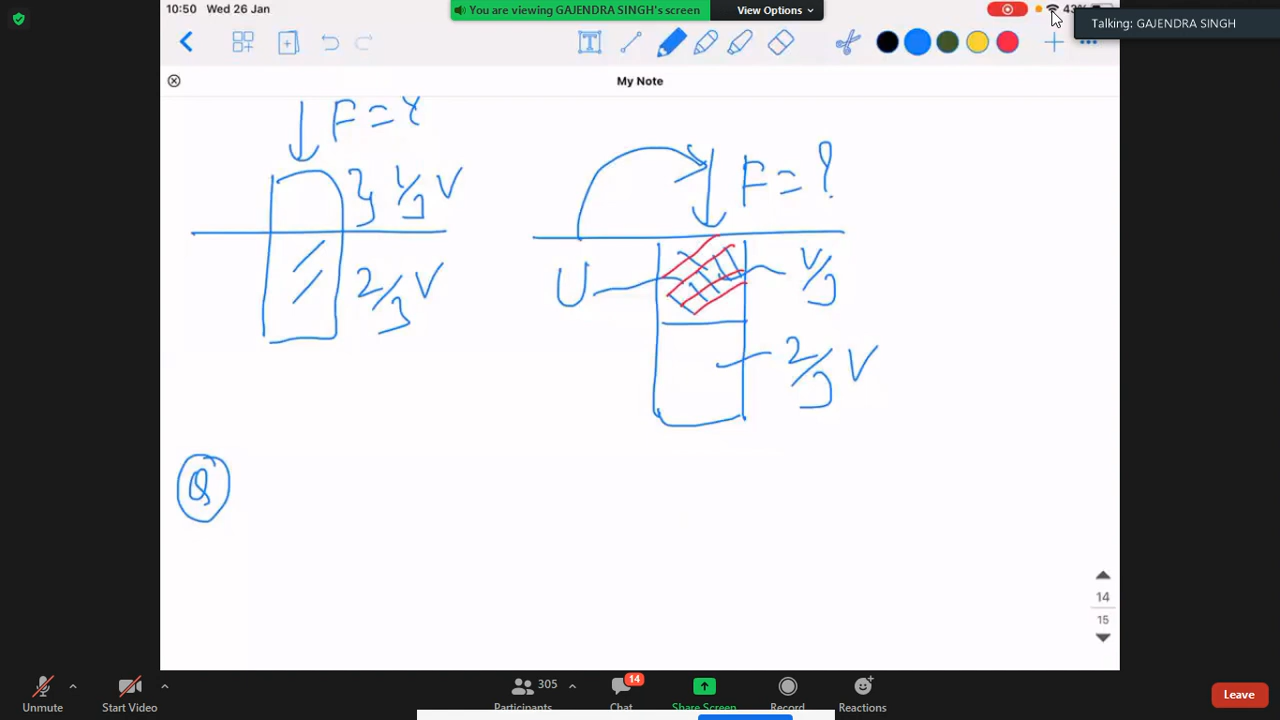 10:50 Wed 26 Jan
You are viewing GAJENDRA SINGH's screen
View Options
43%
Talking: GAJENDRA SINGH
My Note
F = ?
1/3 V
2/3 V
F = ?
U
V/3
2/3 V
Q
14
15
Unmute
Start Video
305
Participants
14
Chat
Share Screen
Record
Reactions
Leave